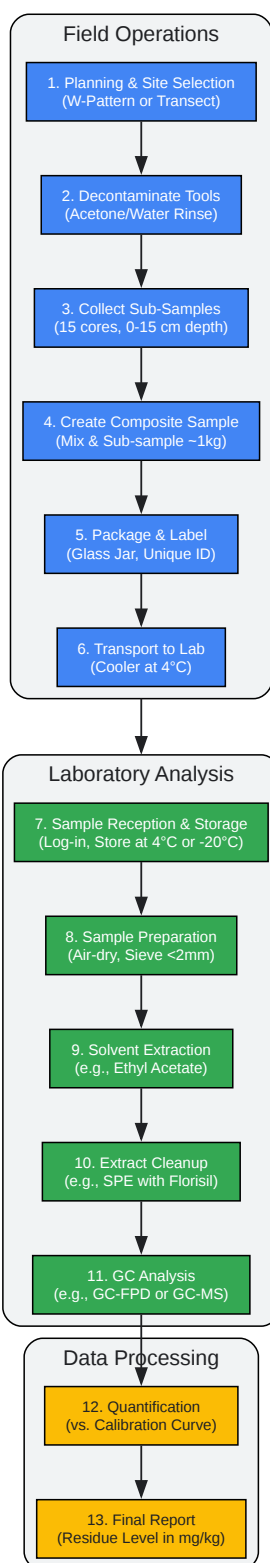 Field Operations
1. Planning & Site Selection
(W-Pattern or Transect)
2. Decontaminate Tools
(Acetone/Water Rinse)
3. Collect Sub-Samples
(15 cores, 0-15 cm depth)
4. Create Composite Sample
(Mix & Sub-sample ~1kg)
5. Package & Label
(Glass Jar, Unique ID)
6. Transport to Lab
(Cooler at 4°C)
Laboratory Analysis
7. Sample Reception & Storage
(Log-in, Store at 4°C or -20°C)
8. Sample Preparation
(Air-dry, Sieve <2mm)
9. Solvent Extraction
(e.g., Ethyl Acetate)
10. Extract Cleanup
(e.g., SPE with Florisil)
11. GC Analysis
(e.g., GC-FPD or GC-MS)
Data Processing
12. Quantification
(vs. Calibration Curve)
13. Final Report
(Residue Level in mg/kg)